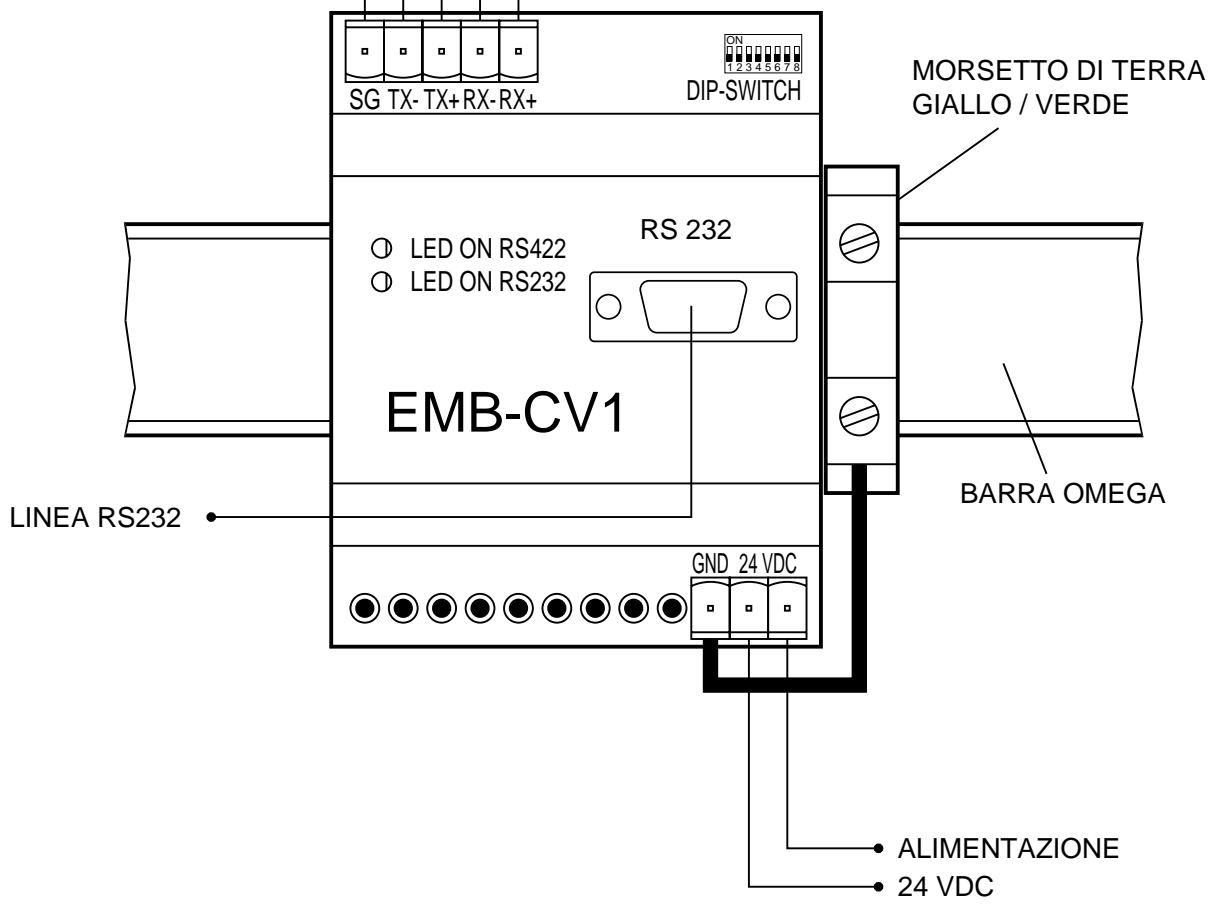 ON
1 2 3 4 5 6 7 8
DIP-SWITCH
SG TX- TX+ RX- RX+
MORSETTO DI TERRA
GIALLO / VERDE
RS 232
LED ON RS422
LED ON RS232
EMB-CV1
BARRA OMEGA
LINEA RS232
GND 24 VDC
ALIMENTAZIONE
24 VDC